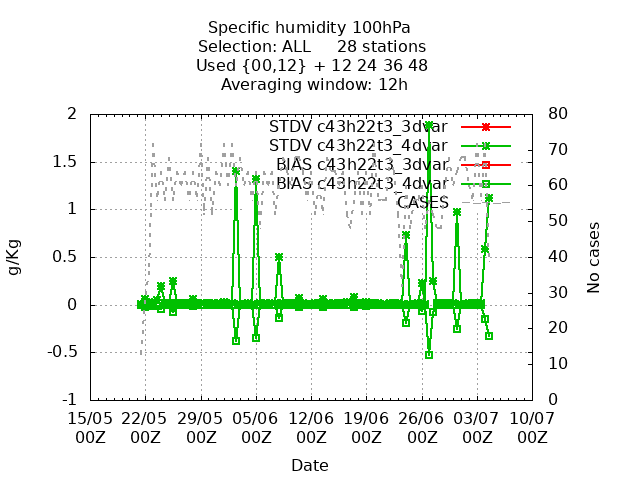 Specific humidity 100hPa
Selection: ALL 28 stations
Used {00,12} + 12 24 36 48
Averaging window: 12h
STDV c43h22t3_3dvar
STDV c43h22t3_4dvar
BIAS c43h22t3_3dvar
BIAS c43h22t3_4dvar
CASES
2
1.5
1
0.5
0
-0.5
-1
g/Kg
80
70
60
50
40
30
20
10
0
No cases
15/05 22/05 29/05 05/06 12/06 19/06 26/06 03/07 10/07
00Z 00Z 00Z 00Z 00Z 00Z 00Z 00Z 00Z
Date